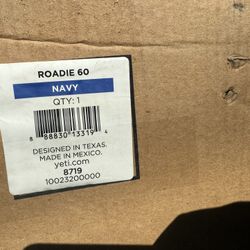 ROADIE 60
NAVY
QTY: 1
8 88830 13319 4
DESIGNED IN TEXAS.
MADE IN MEXICO.
yeti.com
8719
10023200000